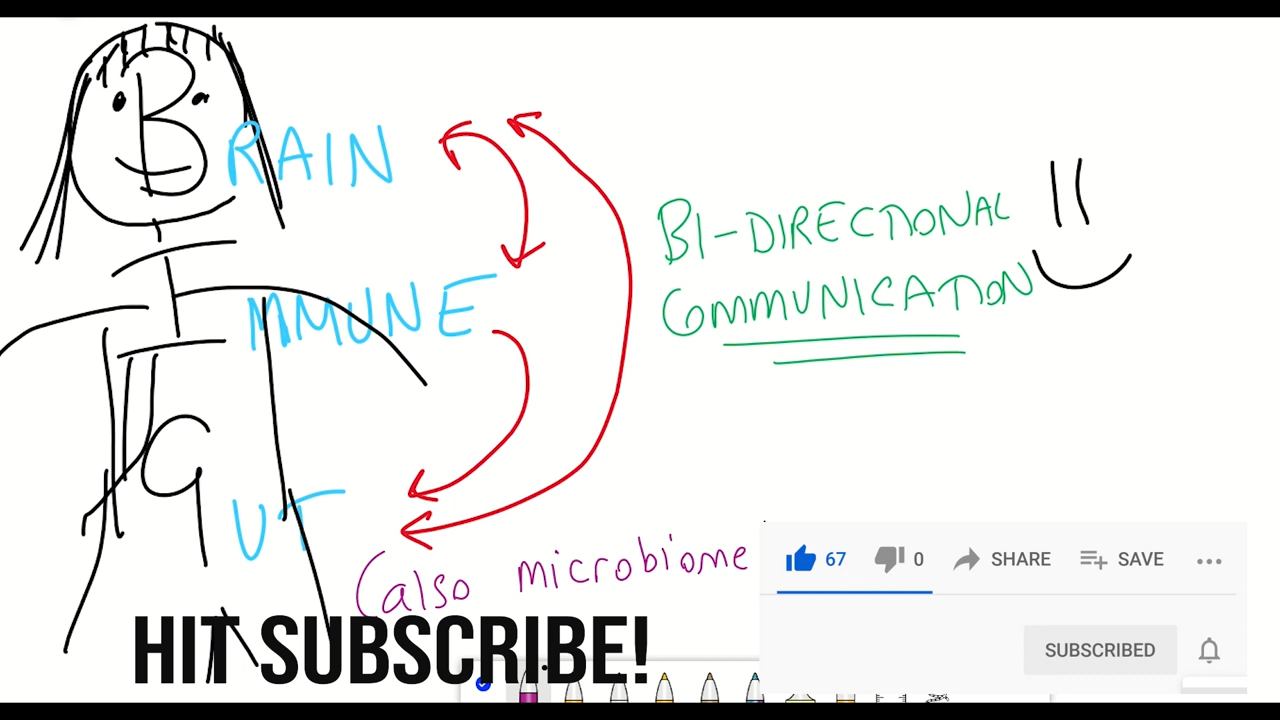 BRAIN
IMMUNE
GUT
BI-DIRECTIONAL
COMMUNICATION
(also microbiome
67 0 SHARE SAVE
HIT SUBSCRIBE!
SUBSCRIBED